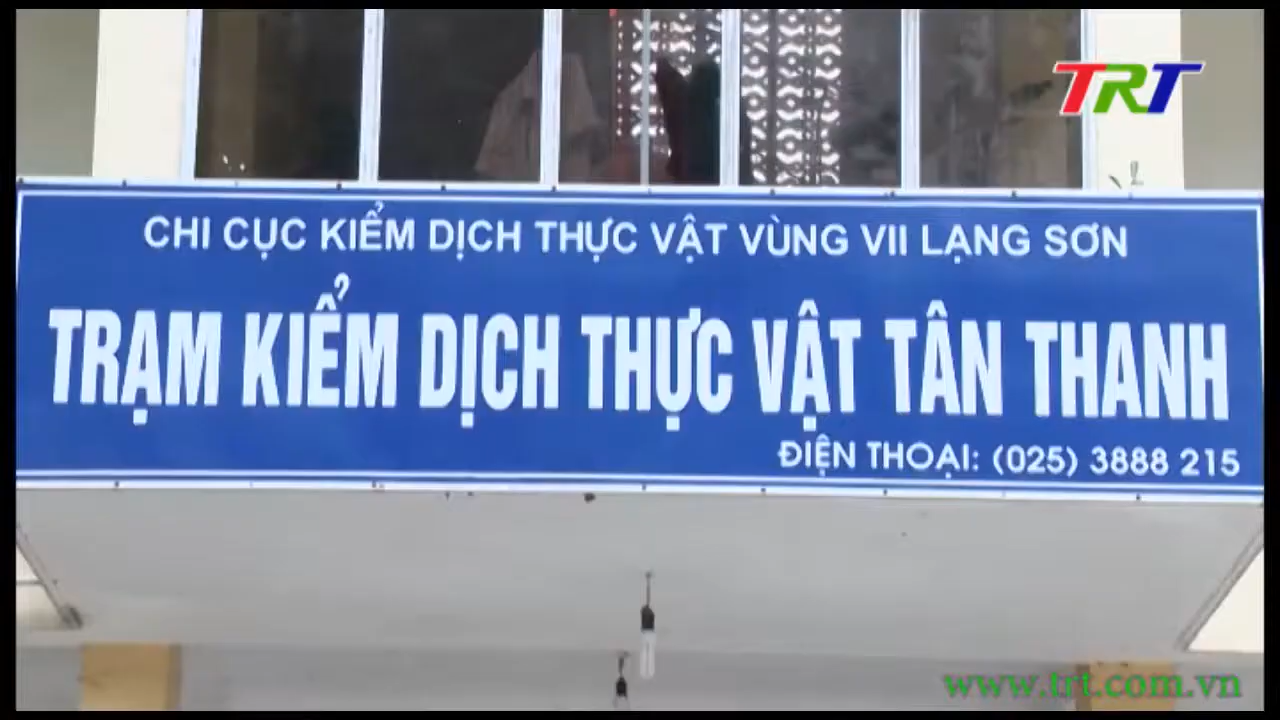 TRT
CHI CỤC KIỂM DỊCH THỰC VẬT VÙNG VII LẠNG SƠN
TRẠM KIỂM DỊCH THỰC VẬT TÂN THANH
ĐIỆN THOẠI: (025) 3888 215
www.trt.com.vn